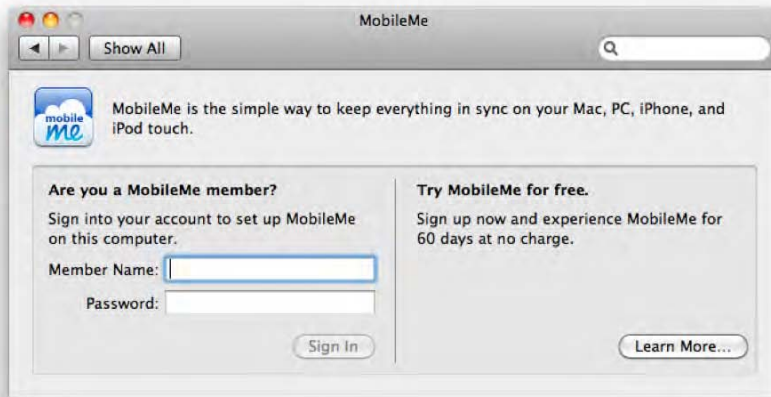 MobileMe
Show All
mobile
me
MobileMe is the simple way to keep everything in sync on your Mac, PC, iPhone, and
iPod touch.
Are you a MobileMe member?
Sign into your account to set up MobileMe
on this computer.
Member Name:
Password:
Sign In
Try MobileMe for free.
Sign up now and experience MobileMe for
60 days at no charge.
Learn More...